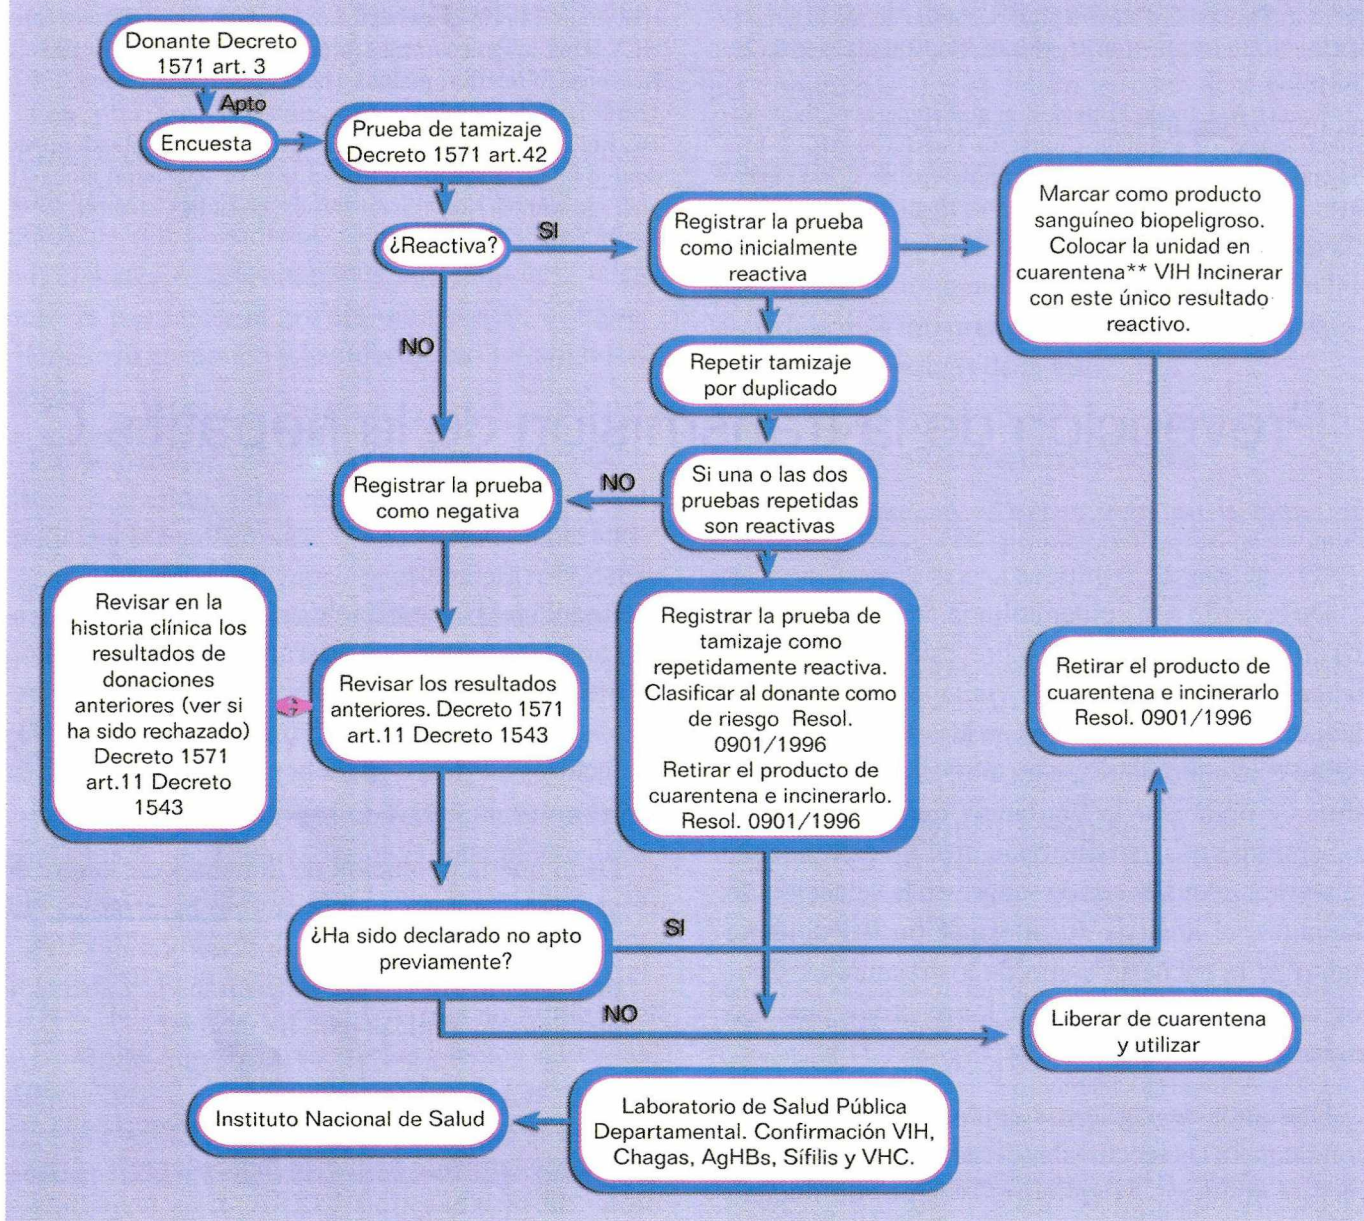 Donante Decreto
1571 art. 3
Apto
Encuesta
Prueba de tamizaje
Decreto 1571 art.42
¿Reactiva?
SI
NO
Registrar la prueba
como inicialmente
reactiva
Marcar como producto
sanguíneo biopeligroso.
Colocar la unidad en
cuarentena** VIH Incinerar
con este único resultado
reactivo.
Repetir tamizaje
por duplicado
Si una o las dos
pruebas repetidas
son reactivas
NO
Registrar la prueba
como negativa
Revisar en la
historia clínica los
resultados de
donaciones
anteriores (ver si
ha sido rechazado)
Decreto 1571
art.11 Decreto
1543
Revisar los resultados
anteriores. Decreto 1571
art.11 Decreto 1543
Registrar la prueba de
tamizaje como
repetidamente reactiva.
Clasificar al donante como
de riesgo Resol.
0901/1996
Retirar el producto de
cuarentena e incinerarlo.
Resol. 0901/1996
Retirar el producto de
cuarentena e incinerarlo
Resol. 0901/1996
¿Ha sido declarado no apto
previamente?
SI
NO
Liberar de cuarentena
y utilizar
Laboratorio de Salud Pública
Departamental. Confirmación VIH,
Chagas, AgHBs, Sífilis y VHC.
Instituto Nacional de Salud